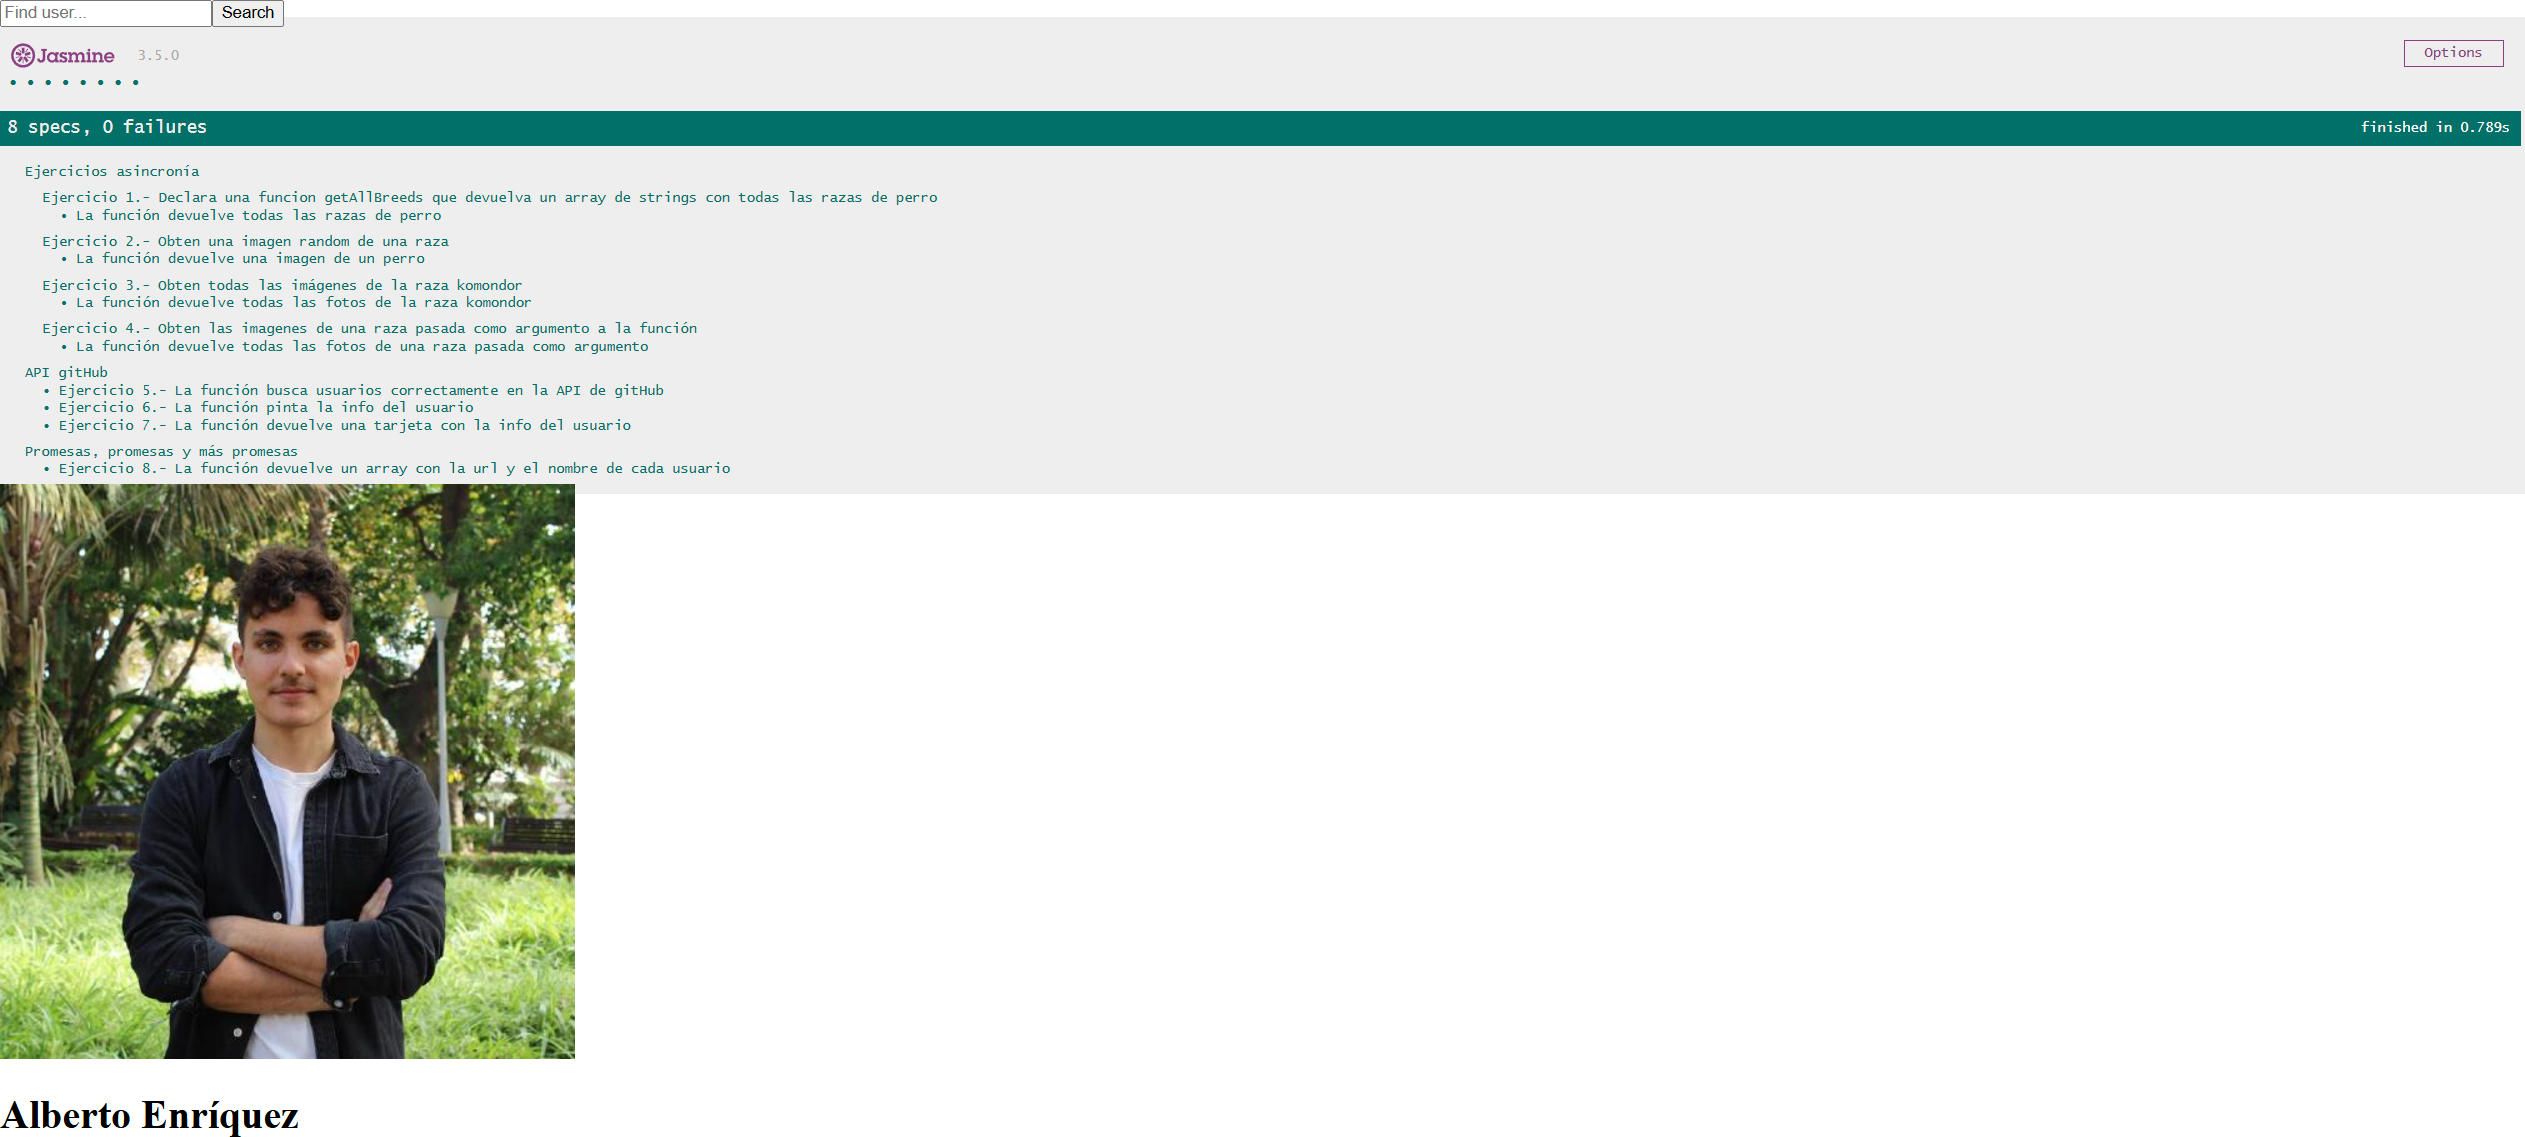 Find user... Search
Jasmine 3.5.0 Options
• • • • • • • •
8 specs, 0 failures finished in 0.789s
Ejercicios asincronía
Ejercicio 1.- Declara una funcion getAllBreeds que devuelva un array de strings con todas las razas de perro
• La función devuelve todas las razas de perro
Ejercicio 2.- Obten una imagen random de una raza
• La función devuelve una imagen de un perro
Ejercicio 3.- Obten todas las imágenes de la raza komondor
• La función devuelve todas las fotos de la raza komondor
Ejercicio 4.- Obten las imagenes de una raza pasada como argumento a la función
• La función devuelve todas las fotos de una raza pasada como argumento
API gitHub
• Ejercicio 5.- La función busca usuarios correctamente en la API de gitHub
• Ejercicio 6.- La función pinta la info del usuario
• Ejercicio 7.- La función devuelve una tarjeta con la info del usuario
Promesas, promesas y más promesas
• Ejercicio 8.- La función devuelve un array con la url y el nombre de cada usuario
Alberto Enríquez